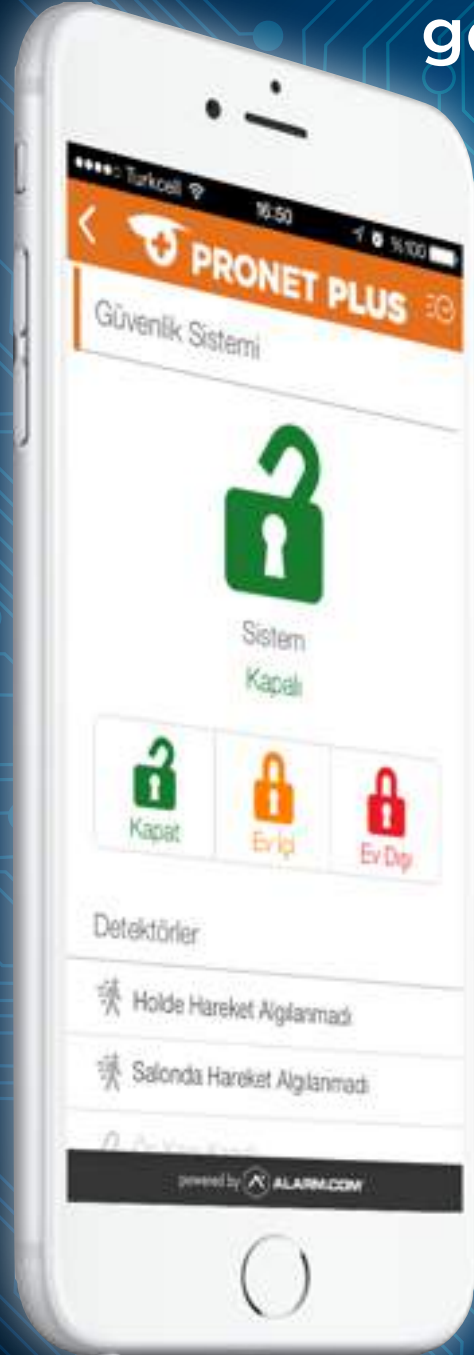 Turkcell 16:50 %100
PRONET PLUS
Güvenlik Sistemi
Sistem
Kapalı
Kapat Ev İçi Ev Dışı
Detektörler
Holde Hareket Algılanmadı
Salonda Hareket Algılanmadı
powered by ALARM.COM